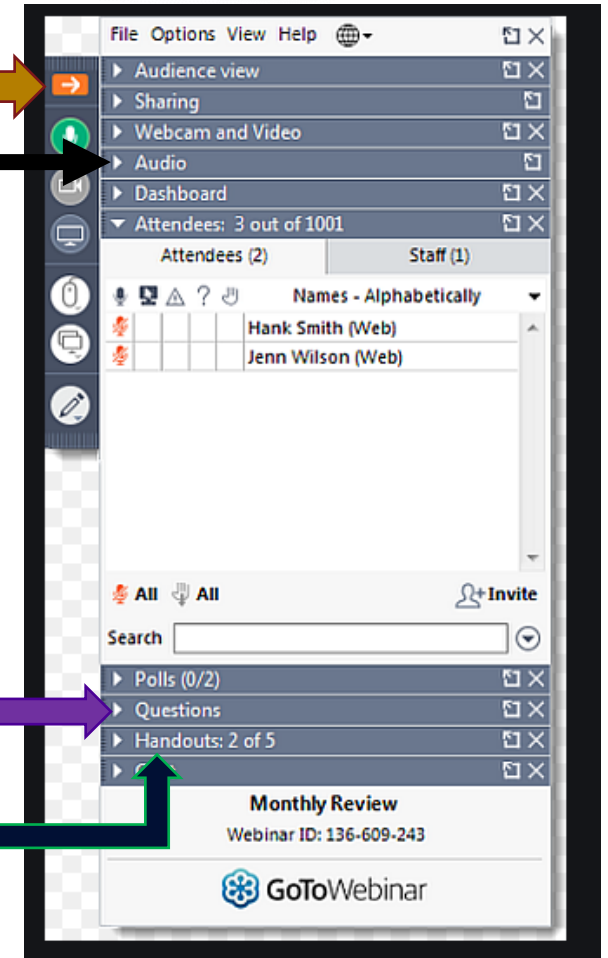 File Options View Help
Audience view
Sharing
Webcam and Video
Audio
Dashboard
Attendees: 3 out of 1001
Attendees (2) Staff (1)
? Names - Alphabetically
Hank Smith (Web)
Jenn Wilson (Web)
All All Invite
Search
Polls (0/2)
Questions
Handouts: 2 of 5
Monthly Review
Webinar ID: 136-609-243
GoToWebinar